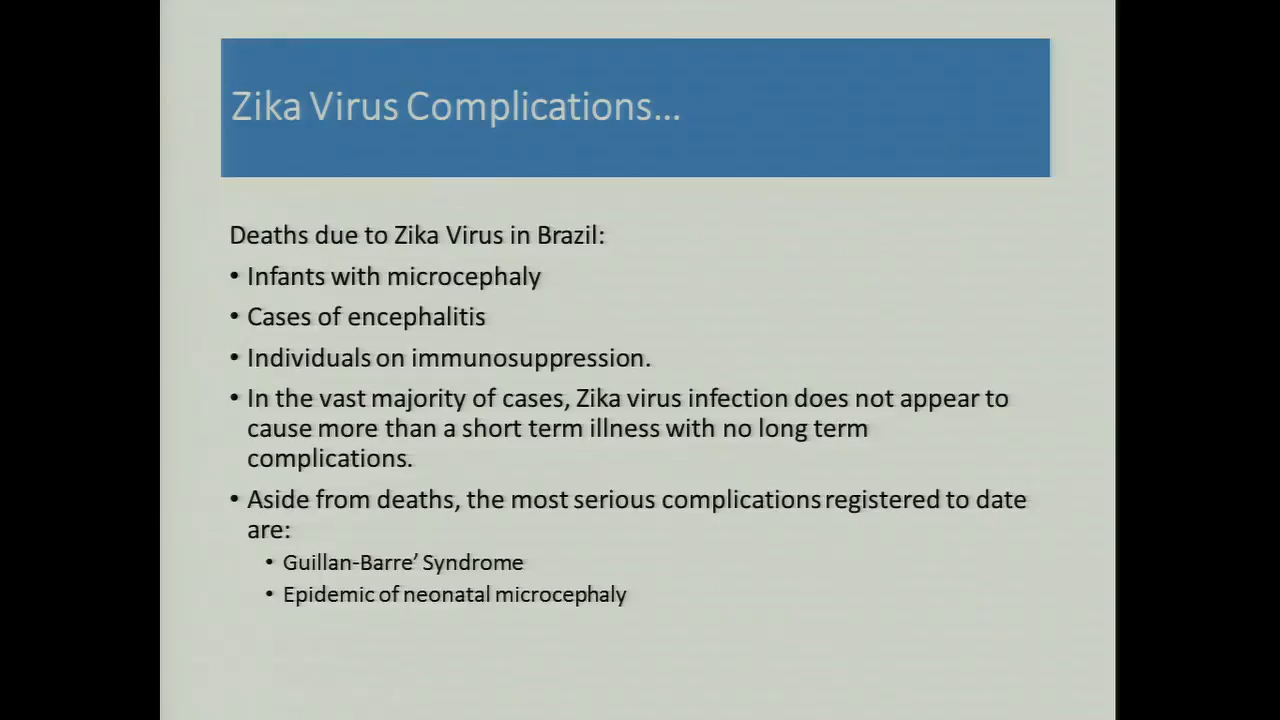 Zika Virus Complications...
Deaths due to Zika Virus in Brazil:
• Infants with microcephaly
• Cases of encephalitis
• Individuals on immunosuppression.
• In the vast majority of cases, Zika virus infection does not appear to
cause more than a short term illness with no long term
complications.
• Aside from deaths, the most serious complications registered to date
are:
• Guillan-Barre’ Syndrome
• Epidemic of neonatal microcephaly